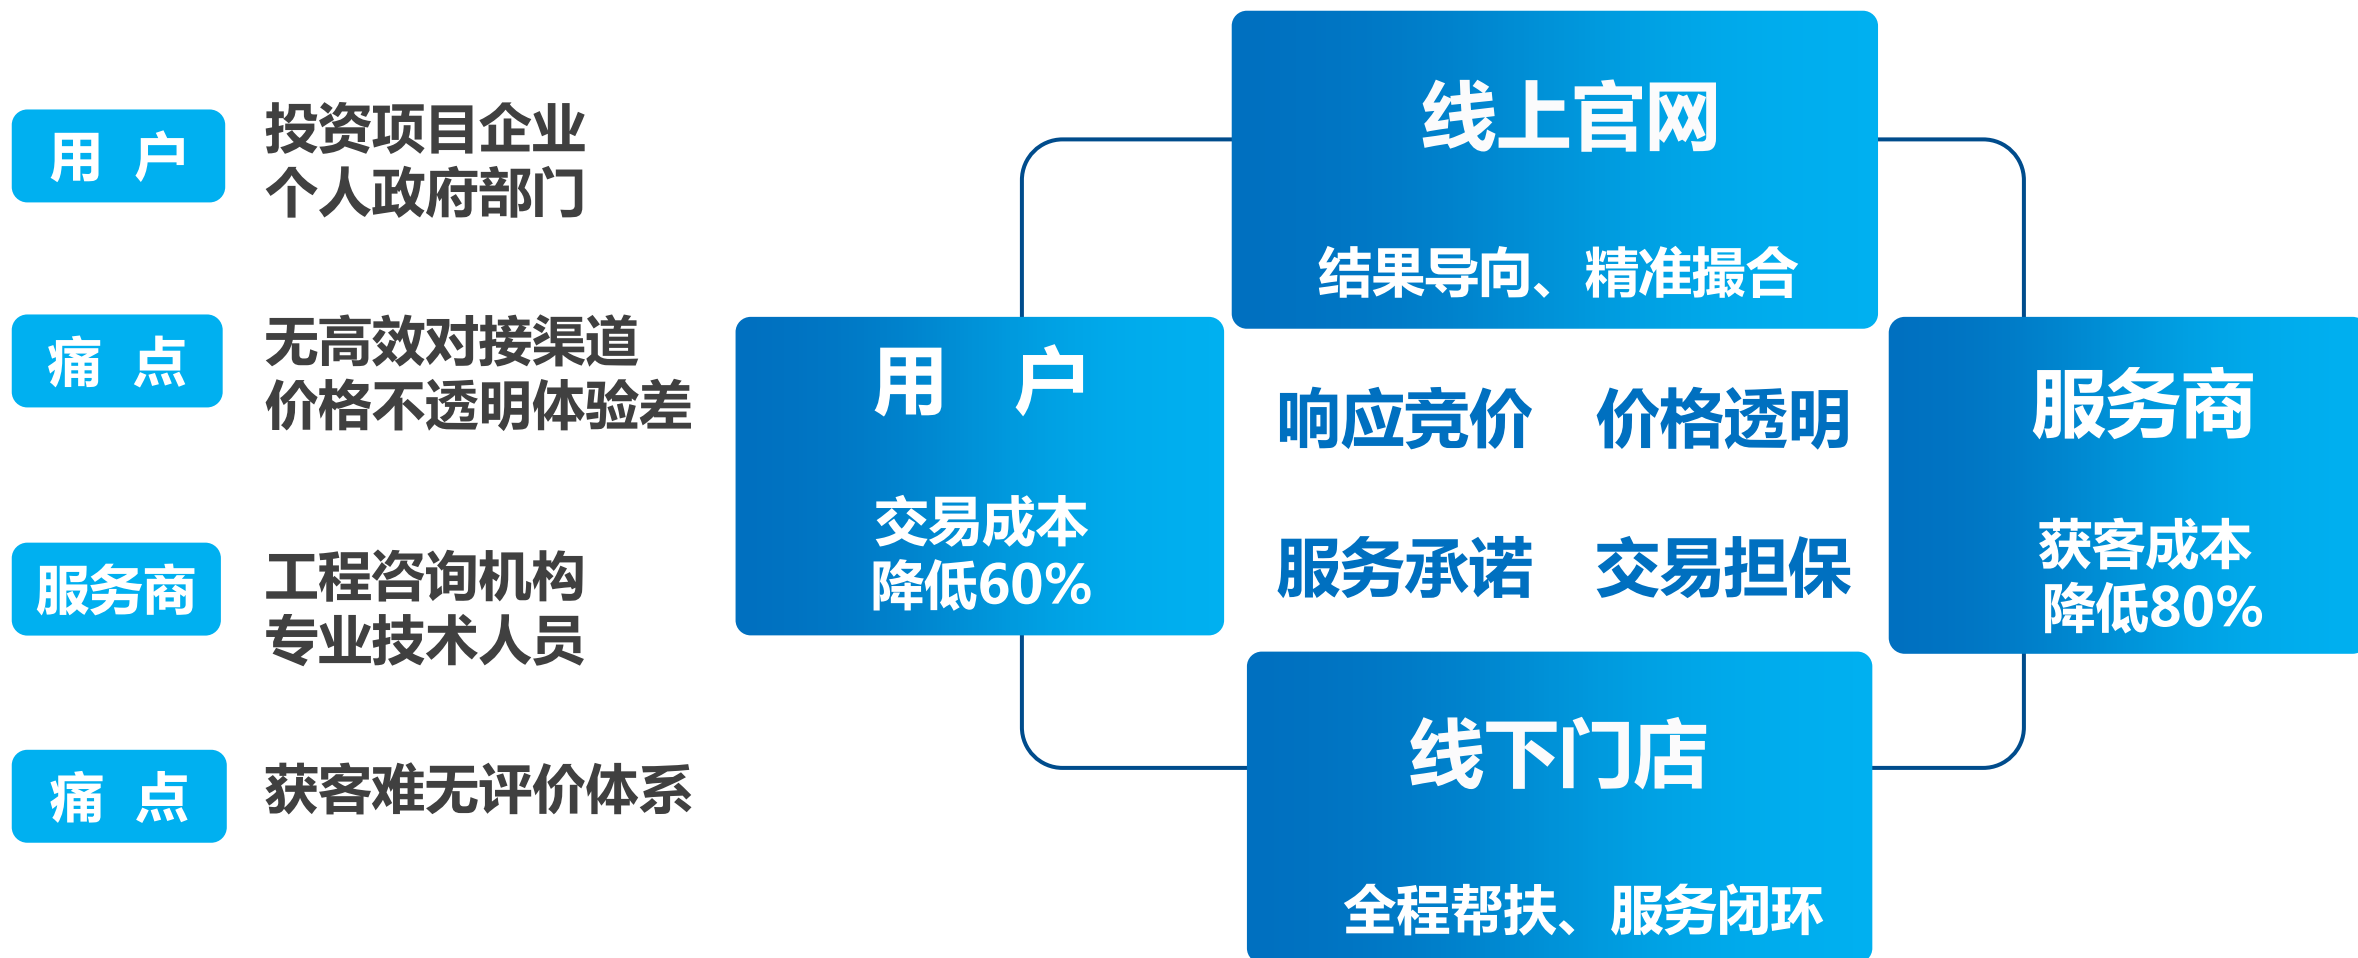 用 户
投资项目企业
个人政府部门
痛 点
无高效对接渠道
价格不透明体验差
服务商
工程咨询机构
专业技术人员
痛 点
获客难无评价体系
线上官网
结果导向、精准撮合
用 户
交易成本
降低60%
响应竞价 价格透明
服务承诺 交易担保
服务商
获客成本
降低80%
线下门店
全程帮扶、服务闭环